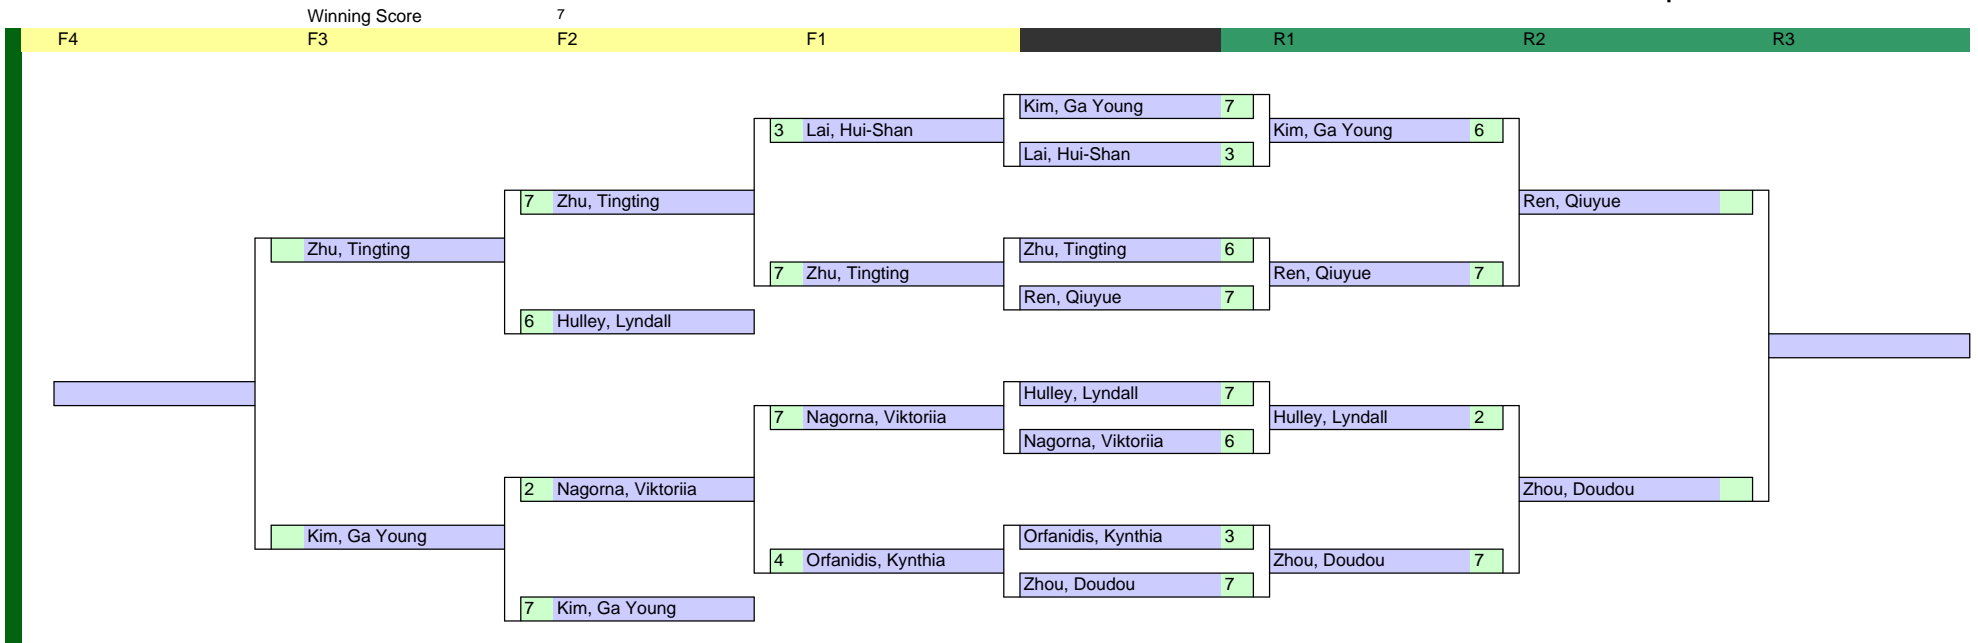 Winning Score 7
F4 F3 F2 F1 R1 R2 R3
Kim, Ga Young 7
3 Lai, Hui-Shan Kim, Ga Young 6
Lai, Hui-Shan 3
7 Zhu, Tingting Ren, Qiuyue
Zhu, Tingting Zhu, Tingting 6
7 Zhu, Tingting Ren, Qiuyue 7
Ren, Qiuyue 7
6 Hulley, Lyndall
Hulley, Lyndall 7
7 Nagorna, Viktoriia Hulley, Lyndall 2
Nagorna, Viktoriia 6
2 Nagorna, Viktoriia Zhou, Doudou
Kim, Ga Young Orfanidis, Kynthia 3
4 Orfanidis, Kynthia Zhou, Doudou 7
Zhou, Doudou 7
7 Kim, Ga Young